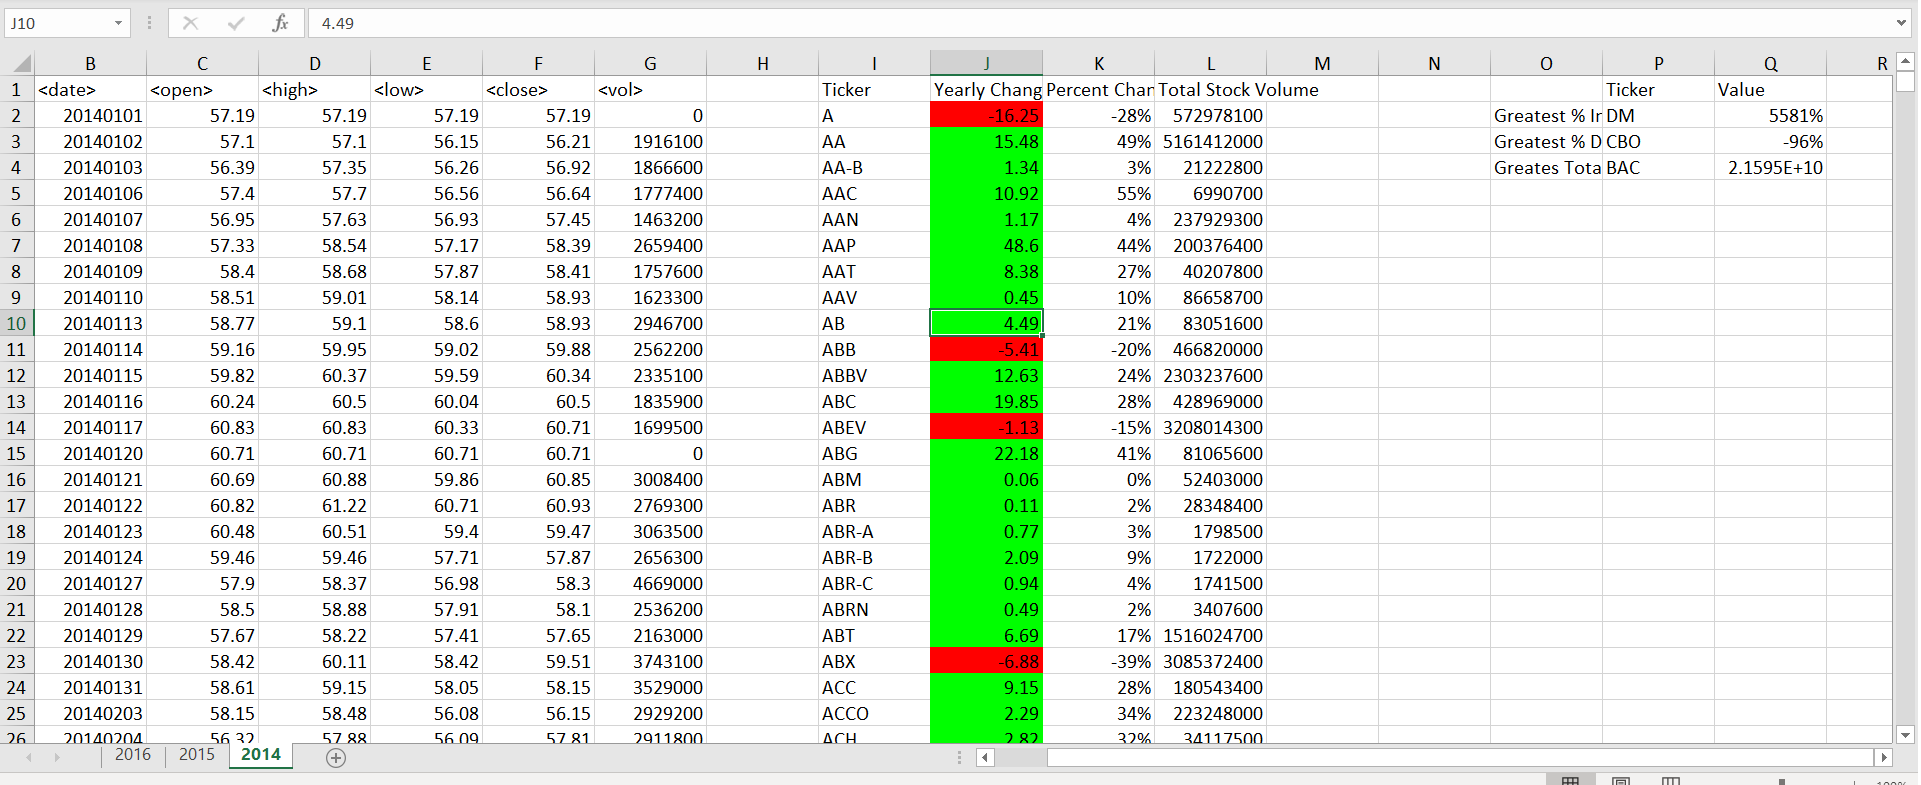 J10 fx 4.49
B C D E F G H I J K L M N O P Q R
1 <date> <open> <high> <low> <close> <vol> Ticker Yearly Chang Percent Chan Total Stock Volume Ticker Value
2 20140101 57.19 57.19 57.19 57.19 0 A -16.25 -28% 572978100 Greatest % In DM 5581%
3 20140102 57.1 57.1 56.15 56.21 1916100 AA 15.48 49% 5161412000 Greatest % D CBO -96%
4 20140103 56.39 57.35 56.26 56.92 1866600 AA-B 1.34 3% 21222800 Greates Tota BAC 2.1595E+10
5 20140106 57.4 57.7 56.56 56.64 1777400 AAC 10.92 55% 6990700
6 20140107 56.95 57.63 56.93 57.45 1463200 AAN 1.17 4% 237929300
7 20140108 57.33 58.54 57.17 58.39 2659400 AAP 48.6 44% 200376400
8 20140109 58.4 58.68 57.87 58.41 1757600 AAT 8.38 27% 40207800
9 20140110 58.51 59.01 58.14 58.93 1623300 AAV 0.45 10% 86658700
10 20140113 58.77 59.1 58.6 58.93 2946700 AB 4.49 21% 83051600
11 20140114 59.16 59.95 59.02 59.88 2562200 ABB -5.41 -20% 466820000
12 20140115 59.82 60.37 59.59 60.34 2335100 ABBV 12.63 24% 2303237600
13 20140116 60.24 60.5 60.04 60.5 1835900 ABC 19.85 28% 428969000
14 20140117 60.83 60.83 60.33 60.71 1699500 ABEV -1.13 -15% 3208014300
15 20140120 60.71 60.71 60.71 60.71 0 ABG 22.18 41% 81065600
16 20140121 60.69 60.88 59.86 60.85 3008400 ABM 0.06 0% 52403000
17 20140122 60.82 61.22 60.71 60.93 2769300 ABR 0.11 2% 28348400
18 20140123 60.48 60.51 59.4 59.47 3063500 ABR-A 0.77 3% 1798500
19 20140124 59.46 59.46 57.71 57.87 2656300 ABR-B 2.09 9% 1722000
20 20140127 57.9 58.37 56.98 58.3 4669000 ABR-C 0.94 4% 1741500
21 20140128 58.5 58.88 57.91 58.1 2536200 ABRN 0.49 2% 3407600
22 20140129 57.67 58.22 57.41 57.65 2163000 ABT 6.69 17% 1516024700
23 20140130 58.42 60.11 58.42 59.51 3743100 ABX -6.88 -39% 3085372400
24 20140131 58.61 59.15 58.05 58.15 3529000 ACC 9.15 28% 180543400
25 20140203 58.15 58.48 56.08 56.15 2929200 ACCO 2.29 34% 223248000
26 20140204 56.32 57.88 56.09 57.81 2911800 ACH 2.82 32% 34117500
2016 2015 2014